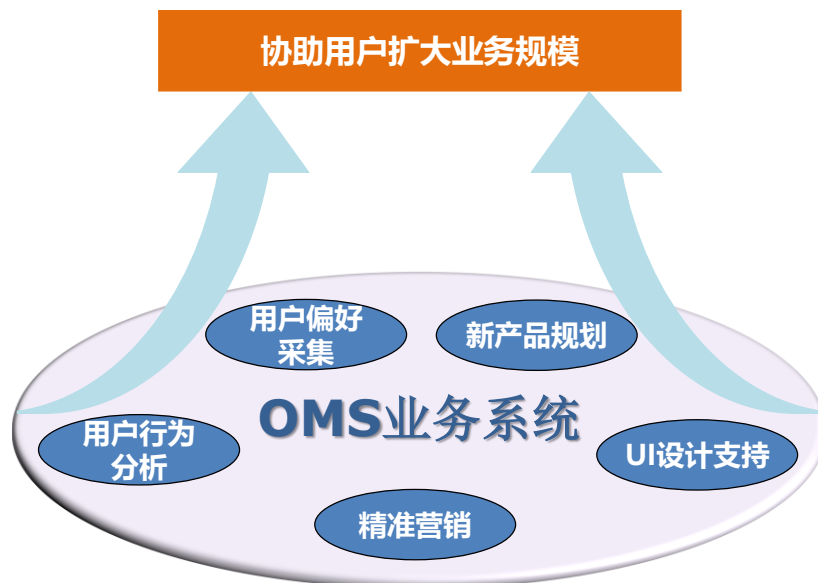 协助用户扩大业务规模
用户偏好
采集
新产品规划
OMS业务系统
用户行为
分析
UI设计支持
精准营销